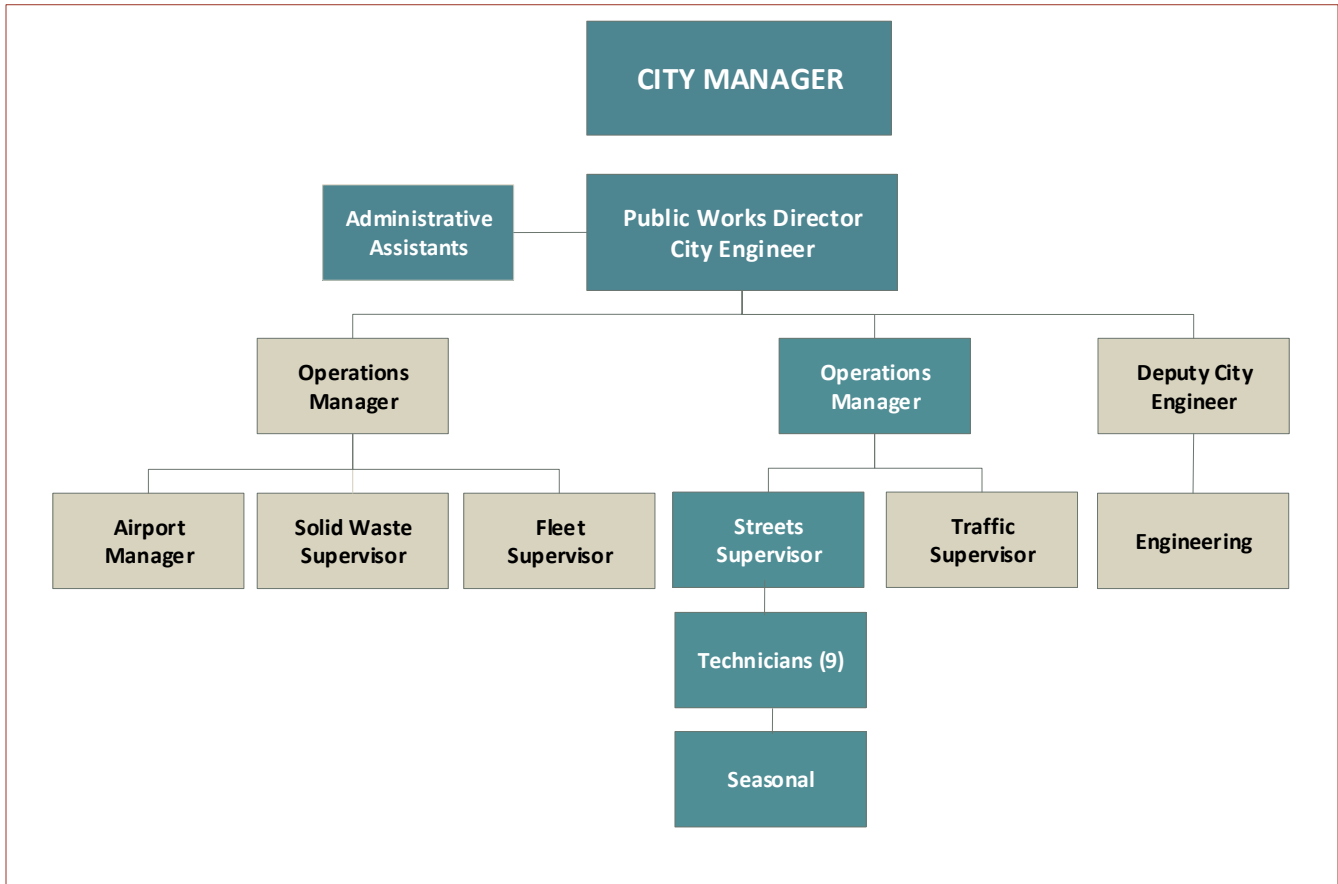 CITY MANAGER
Administrative
Assistants
Public Works Director
City Engineer
Operations
Manager
Operations
Manager
Deputy City
Engineer
Airport
Manager
Solid Waste
Supervisor
Fleet
Supervisor
Streets
Supervisor
Traffic
Supervisor
Engineering
Technicians (9)
Seasonal